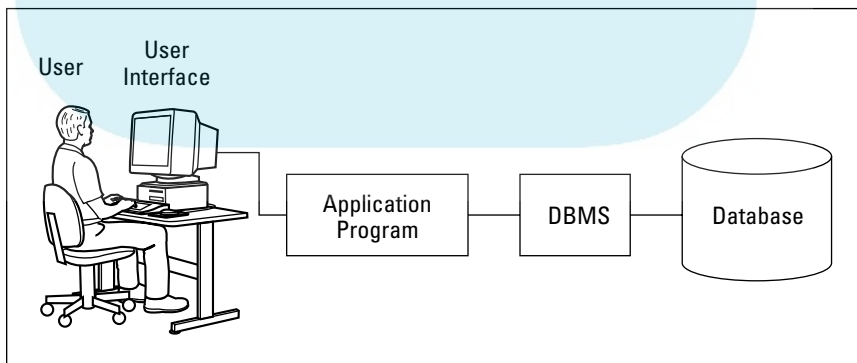 User
User
Interface
Application
Program
DBMS
Database